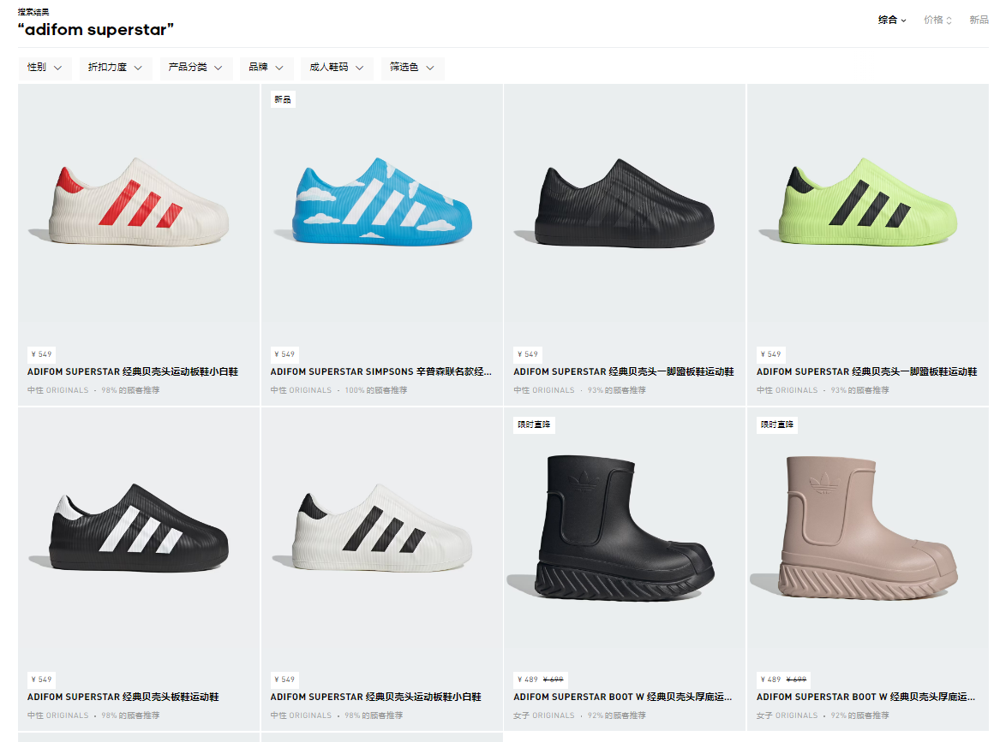 搜索结果
“adifom superstar”
综合 价格 新品
性别 折扣力度 产品分类 品牌 成人鞋码 筛选色
新品
¥ 549 ¥ 549 ¥ 549 ¥ 549
ADIFOM SUPERSTAR 经典贝壳头运动板鞋小白鞋 ADIFOM SUPERSTAR SIMPSONS 辛普森联名款经... ADIFOM SUPERSTAR 经典贝壳头一脚蹬板鞋运动鞋 ADIFOM SUPERSTAR 经典贝壳头一脚蹬板鞋运动鞋
中性 ORIGINALS · 98% 的顾客推荐 中性 ORIGINALS · 100% 的顾客推荐 中性 ORIGINALS · 93% 的顾客推荐 中性 ORIGINALS · 93% 的顾客推荐
限时直降 限时直降
¥ 549 ¥ 549 ¥ 489 ¥ 699 ¥ 489 ¥ 699
ADIFOM SUPERSTAR 经典贝壳头板鞋运动鞋 ADIFOM SUPERSTAR 经典贝壳头运动板鞋小白鞋 ADIFOM SUPERSTAR BOOT W 经典贝壳头厚底运... ADIFOM SUPERSTAR BOOT W 经典贝壳头厚底运...
中性 ORIGINALS · 98% 的顾客推荐 中性 ORIGINALS · 98% 的顾客推荐 女子 ORIGINALS · 92% 的顾客推荐 女子 ORIGINALS · 92% 的顾客推荐